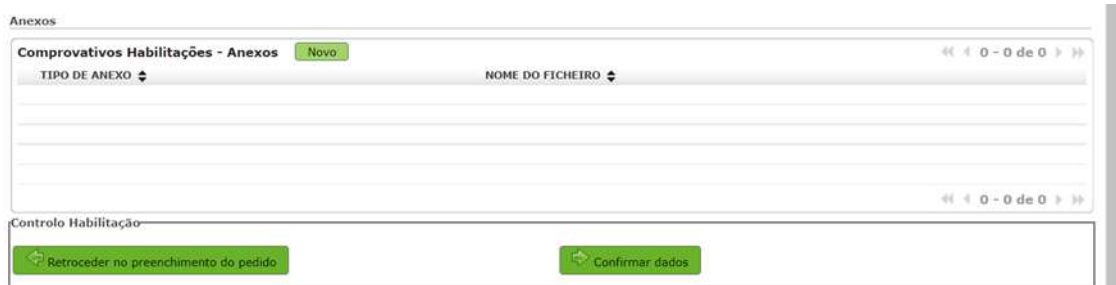 Anexos
Comprovativos Habilitações - Anexos Novo 0 - 0 de 0
TIPO DE ANEXO NOME DO FICHEIRO
0 - 0 de 0
Controlo Habilitação
Retroceder no preenchimento do pedido Confirmar dados